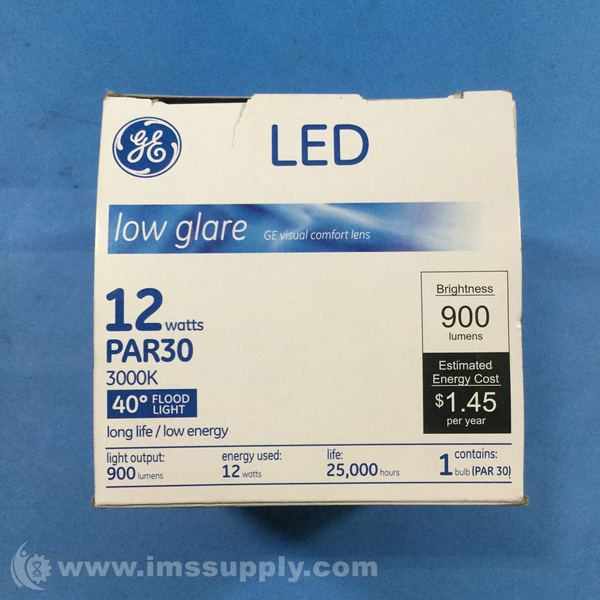 GE
LED
low glare GE visual comfort lens
12 watts
PAR30
3000K
40° FLOOD LIGHT
long life / low energy
Brightness
900
lumens
Estimated
Energy Cost
$1.45
per year
light output:
900 lumens
energy used:
12 watts
life:
25,000 hours
contains:
1 bulb (PAR 30)
www.imssupply.com